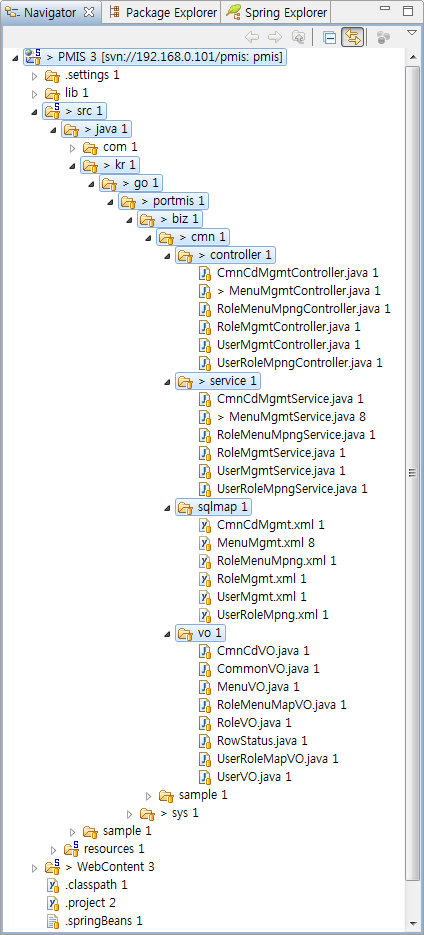 Navigator Package Explorer Spring Explorer
> PMIS 3 [svn://192.168.0.101/pmis: pmis]
.settings 1
lib 1
> src 1
> java 1
com 1
> kr 1
> go 1
> portmis 1
> biz 1
> cmn 1
> controller 1
CmnCdMgmtController.java 1
> MenuMgmtController.java 1
RoleMenuMpngController.java 1
RoleMgmtController.java 1
UserMgmtController.java 1
UserRoleMpngController.java 1
> service 1
CmnCdMgmtService.java 1
> MenuMgmtService.java 8
RoleMenuMpngService.java 1
RoleMgmtService.java 1
UserMgmtService.java 1
UserRoleMpngService.java 1
sqlmap 1
CmnCdMgmt.xml 1
MenuMgmt.xml 8
RoleMenuMpng.xml 1
RoleMgmt.xml 1
UserMgmt.xml 1
UserRoleMpng.xml 1
vo 1
CmnCdVO.java 1
CommonVO.java 1
MenuVO.java 1
RoleMenuMapVO.java 1
RoleVO.java 1
RowStatus.java 1
UserRoleMapVO.java 1
UserVO.java 1
sample 1
> sys 1
sample 1
resources 1
> WebContent 3
.classpath 1
.project 2
.springBeans 1